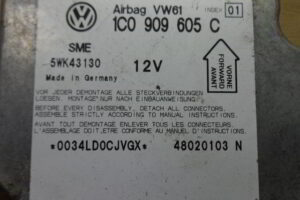 Airbag VW61
INDEX 01
1C0 909 605 C
SME
5WK43130
12V
Made in Germany
VORNE
FORWARD
AVANT
VOR JEDER DEMONTAGE ALLE STECKVERBINDUNGEN
LOESEN. MONTAGE NUR NACH EINBAUANWEISUNG!
BEFORE EVERY DISASSEMBLY, DETACH ALL CONNECTORS.
ASSEMBLE STRICTLY ACCORDING TO MANUAL INSTRUCTIONS!
AVANT TOUT DEMONTAGE ENLEVER TOUS LES CONNECTEURS.
L'ASSEMBLAGE DOIT.ETRE CONFORME AU MANUEL D'INSTRUCTIONS!
*0034LD0CJVGX* 48020103 N